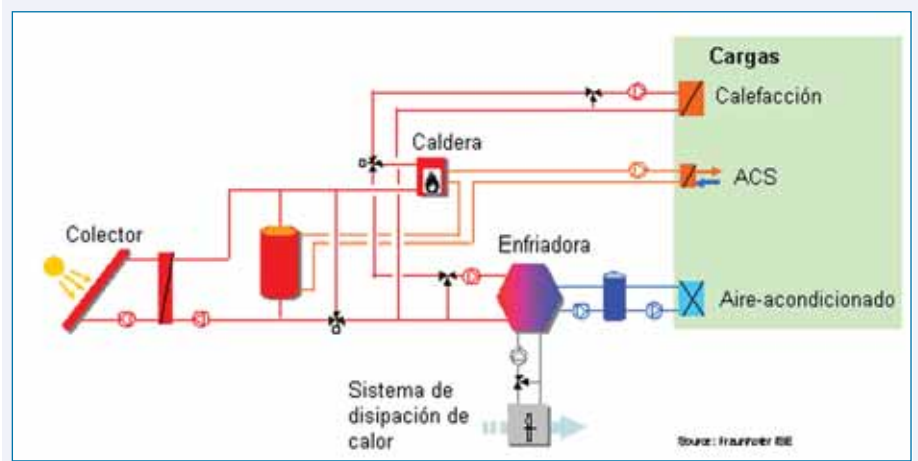 Cargas
Calefacción
Caldera
ACS
Colector
Enfriadora
Aire-acondicionado
Sistema de
disipación de
calor
Source: Fraunhofer ISE